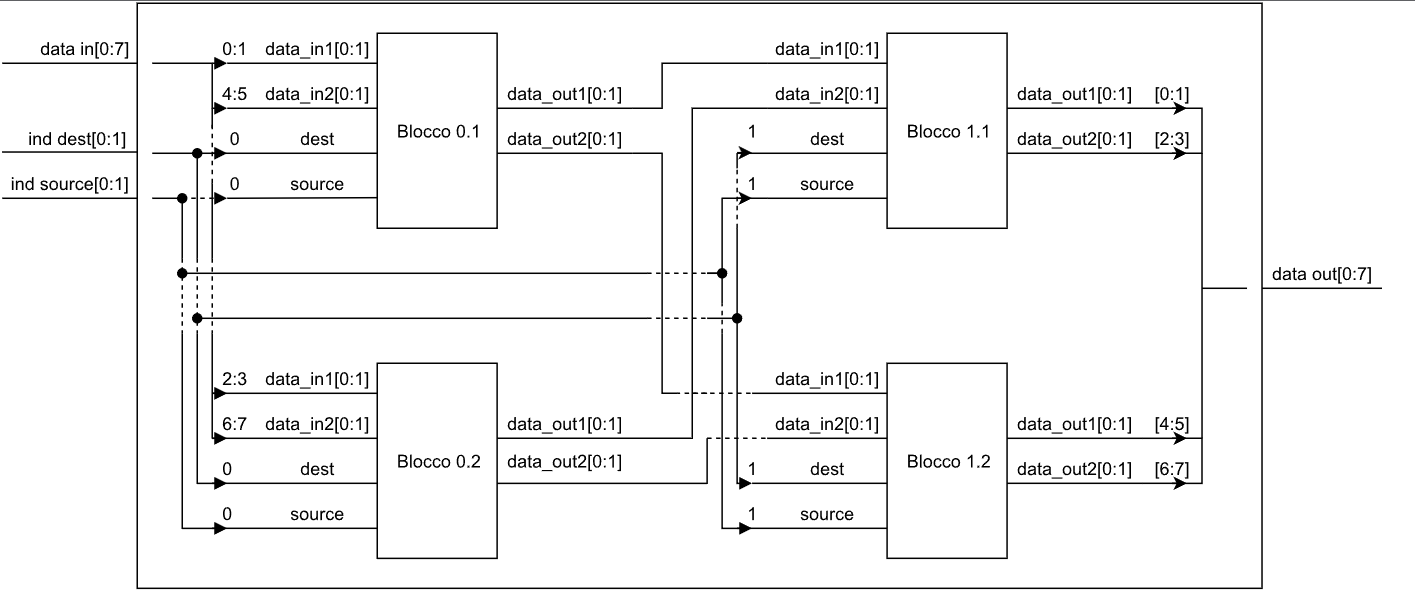 data in[0:7]
ind dest[0:1]
ind source[0:1]
0:1 data_in1[0:1]
4:5 data_in2[0:1]
0 dest
0 source
Blocco 0.1
data_out1[0:1]
data_out2[0:1]
data_in1[0:1]
data_in2[0:1]
1 dest
1 source
Blocco 1.1
data_out1[0:1] [0:1]
data_out2[0:1] [2:3]
data out[0:7]
2:3 data_in1[0:1]
6:7 data_in2[0:1]
0 dest
0 source
Blocco 0.2
data_out1[0:1]
data_out2[0:1]
data_in1[0:1]
data_in2[0:1]
1 dest
1 source
Blocco 1.2
data_out1[0:1] [4:5]
data_out2[0:1] [6:7]